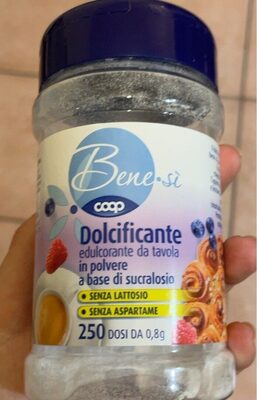 Bene.sì
coop
Dolcificante
edulcorante da tavola
in polvere
a base di sucralosio
• SENZA LATTOSIO
• SENZA ASPARTAME
250 DOSI DA 0,8g